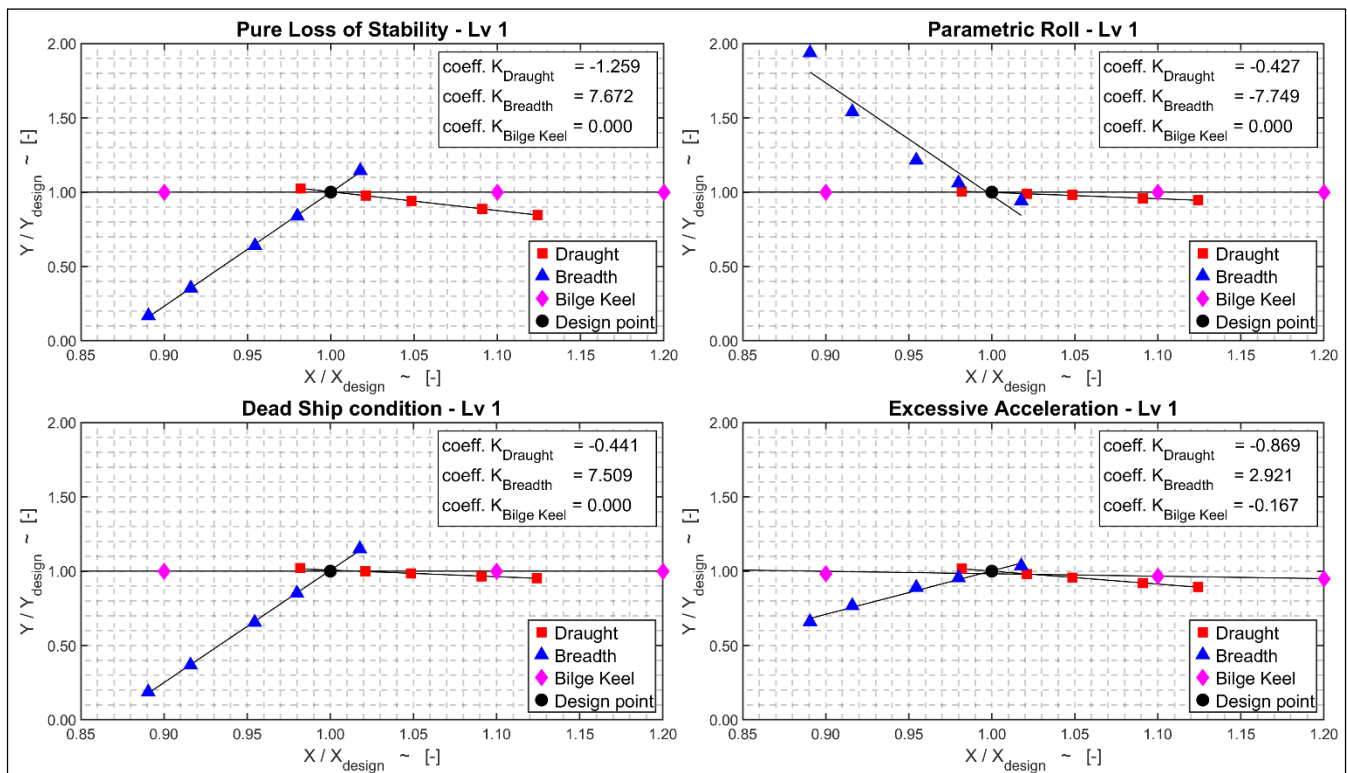 Pure Loss of Stability - Lv 1
2.00
1.50
1.00
0.50
0.00
Y / Y_design ~ [-]
coeff. K_Draught = -1.259
coeff. K_Breadth = 7.672
coeff. K_Bilge Keel = 0.000
Draught
Breadth
Bilge Keel
Design point
0.85 0.90 0.95 1.00 1.05 1.10 1.15 1.20
X / X_design ~ [-]
Parametric Roll - Lv 1
2.00
1.50
1.00
0.50
0.00
Y / Y_design ~ [-]
coeff. K_Draught = -0.427
coeff. K_Breadth = -7.749
coeff. K_Bilge Keel = 0.000
Draught
Breadth
Bilge Keel
Design point
0.85 0.90 0.95 1.00 1.05 1.10 1.15 1.20
X / X_design ~ [-]
Dead Ship condition - Lv 1
2.00
1.50
1.00
0.50
0.00
Y / Y_design ~ [-]
coeff. K_Draught = -0.441
coeff. K_Breadth = 7.509
coeff. K_Bilge Keel = 0.000
Draught
Breadth
Bilge Keel
Design point
0.85 0.90 0.95 1.00 1.05 1.10 1.15 1.20
X / X_design ~ [-]
Excessive Acceleration - Lv 1
2.00
1.50
1.00
0.50
0.00
Y / Y_design ~ [-]
coeff. K_Draught = -0.869
coeff. K_Breadth = 2.921
coeff. K_Bilge Keel = -0.167
Draught
Breadth
Bilge Keel
Design point
0.85 0.90 0.95 1.00 1.05 1.10 1.15 1.20
X / X_design ~ [-]